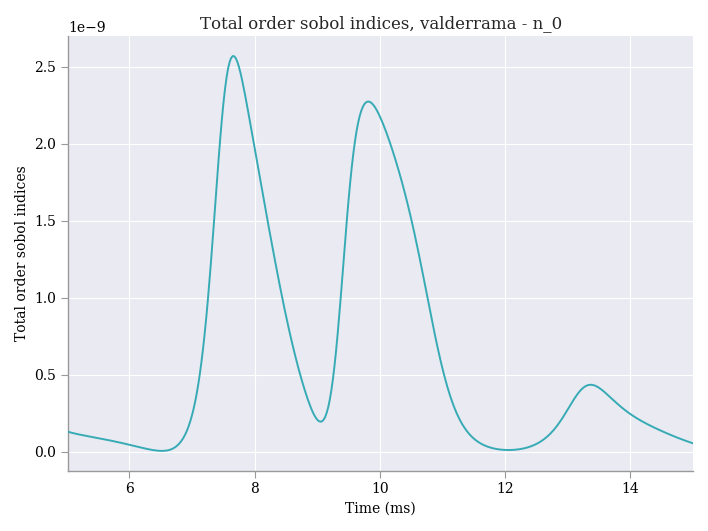 Total order sobol indices, valderrama - n_0
1e−9
2.5
2.0
1.5
1.0
0.5
0.0
Total order sobol indices
6 8 10 12 14
Time (ms)